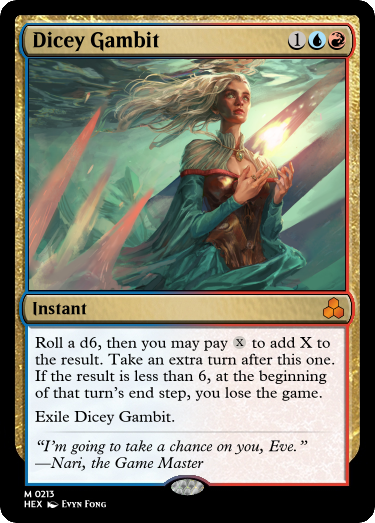 Dicey Gambit 1
Instant
Roll a d6, then you may pay X to add X to
the result. Take an extra turn after this one.
If the result is less than 6, at the beginning
of that turn's end step, you lose the game.
Exile Dicey Gambit.
“I'm going to take a chance on you, Eve.”
—Nari, the Game Master
M 0213
HEX Evyn Fong